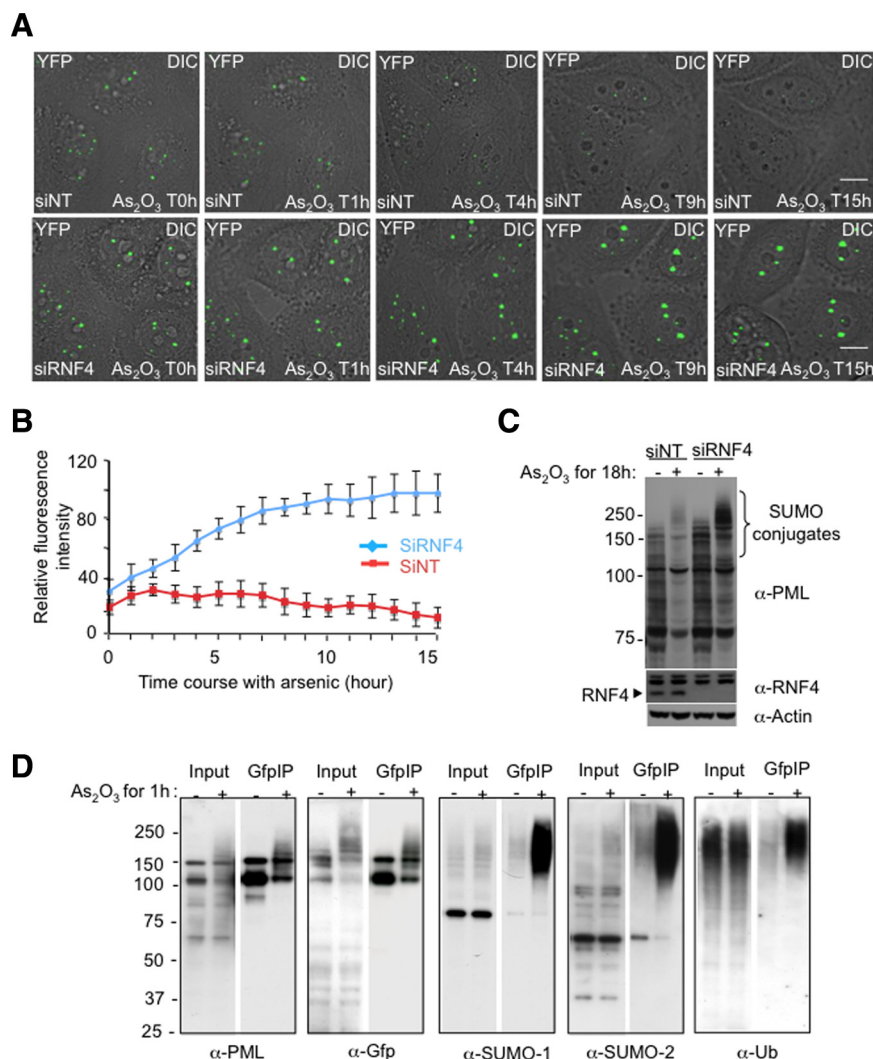 A
YFP DIC YFP DIC YFP DIC YFP DIC YFP DIC
siNT As2O3 T0h siNT As2O3 T1h siNT As2O3 T4h siNT As2O3 T9h siNT As2O3 T15h
YFP DIC YFP DIC YFP DIC YFP DIC YFP DIC
siRNF4 As2O3 T0h siRNF4 As2O3 T1h siRNF4 As2O3 T4h siRNF4 As2O3 T9h siRNF4 As2O3 T15h
B
Relative fluorescence
intensity
120
80
40
0
0 5 10 15
SiRNF4
SiNT
Time course with arsenic (hour)
C
siNT siRNF4
As2O3 for 18h: - + - +
250 -
150 -
100 -
75 -
SUMO
conjugates
α-PML
RNF4
α-RNF4
α-Actin
D
Input GfpIP Input GfpIP Input GfpIP Input GfpIP Input GfpIP
As2O3 for 1h : - + - + - + - + - + - + - + - + - + - +
250 -
150 -
100 -
75 -
50 -
37 -
25 -
α-PML α-Gfp α-SUMO-1 α-SUMO-2 α-Ub